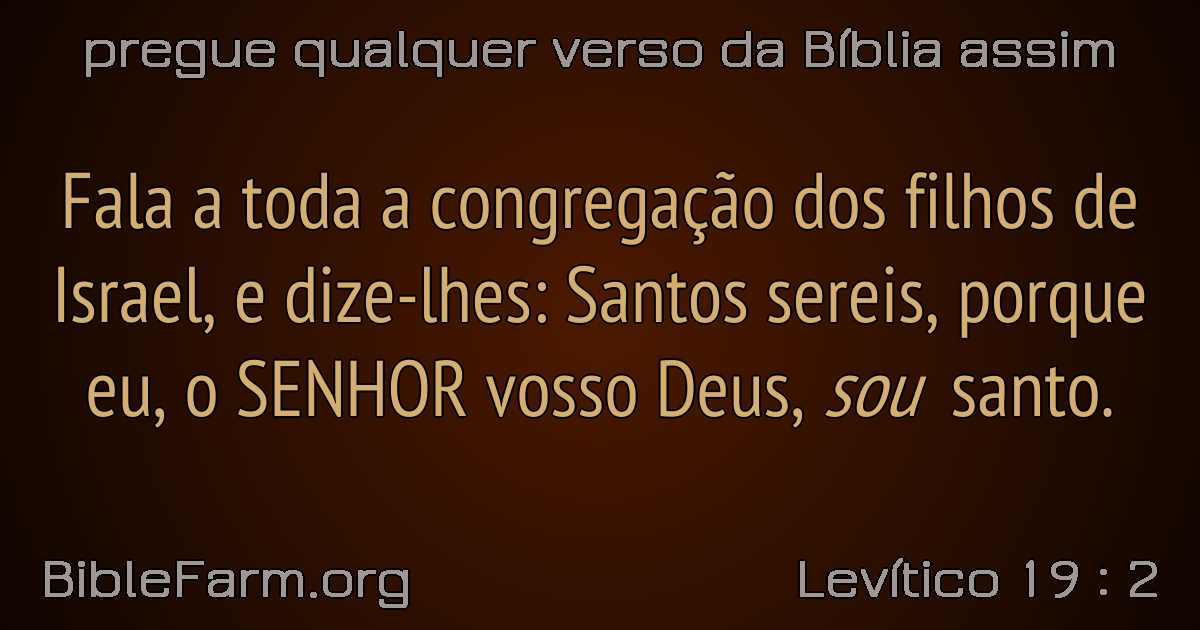 pregue qualquer verso da Bíblia assim
Fala a toda a congregação dos filhos de
Israel, e dize-lhes: Santos sereis, porque
eu, o SENHOR vosso Deus, sou santo.
BibleFarm.org
Levítico 19 : 2